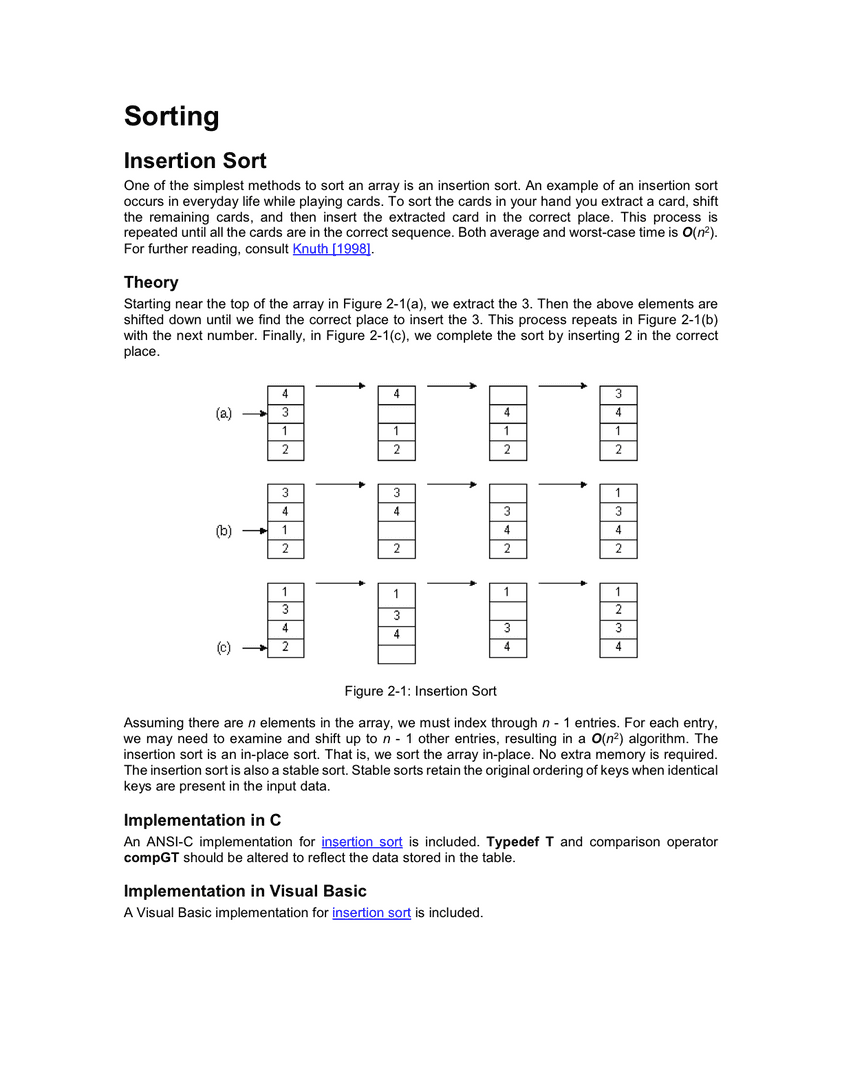 Sorting
Insertion Sort
One of the simplest methods to sort an array is an insertion sort. An example of an insertion sort
occurs in everyday life while playing cards. To sort the cards in your hand you extract a card, shift
the remaining cards, and then insert the extracted card in the correct place. This process is
repeated until all the cards are in the correct sequence. Both average and worst-case time is O(n²).
For further reading, consult Knuth [1998].
Theory
Starting near the top of the array in Figure 2-1(a), we extract the 3. Then the above elements are
shifted down until we find the correct place to insert the 3. This process repeats in Figure 2-1(b)
with the next number. Finally, in Figure 2-1(c), we complete the sort by inserting 2 in the correct
place.
4 4 3
(a) 3 4 4
1 1 1 1
2 2 2 2
3 3 1
4 4 3 3
(b) 1 4 4
2 2 2 2
1 1 1 1
3 3 2
4 4 3 3
(c) 2 4 4
Figure 2-1: Insertion Sort
Assuming there are n elements in the array, we must index through n - 1 entries. For each entry,
we may need to examine and shift up to n - 1 other entries, resulting in a O(n²) algorithm. The
insertion sort is an in-place sort. That is, we sort the array in-place. No extra memory is required.
The insertion sort is also a stable sort. Stable sorts retain the original ordering of keys when identical
keys are present in the input data.
Implementation in C
An ANSI-C implementation for insertion sort is included. Typedef T and comparison operator
compGT should be altered to reflect the data stored in the table.
Implementation in Visual Basic
A Visual Basic implementation for insertion sort is included.